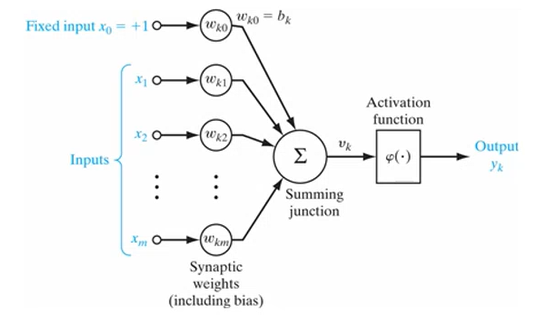 Fixed input x₀ = +1
wₖ₀
wₖ₀ = bₖ
x₁
wₖ₁
Activation
function
x₂
wₖ₂
Inputs
Σ
vₖ
φ(·)
Output
yₖ
Summing
junction
xₘ
wₖₘ
Synaptic
weights
(including bias)